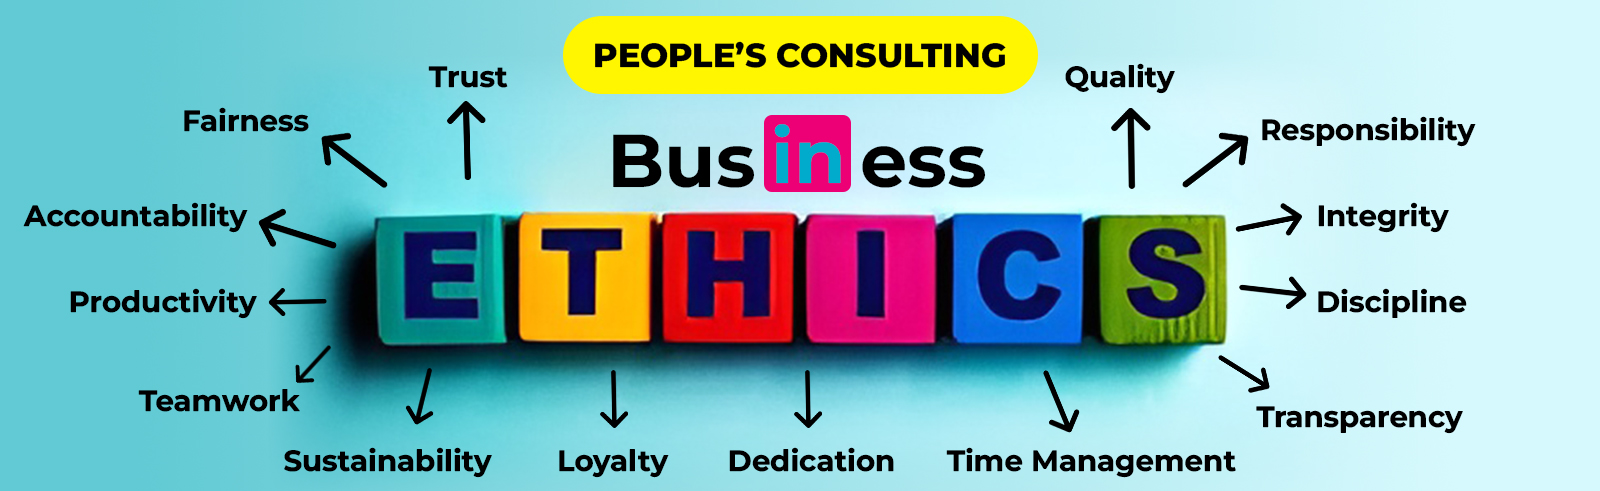 PEOPLE'S CONSULTING
Trust
Quality
Fairness
Responsibility
Business
Accountability
Integrity
ETHICS
Productivity
Discipline
Teamwork
Transparency
Sustainability
Loyalty
Dedication
Time Management